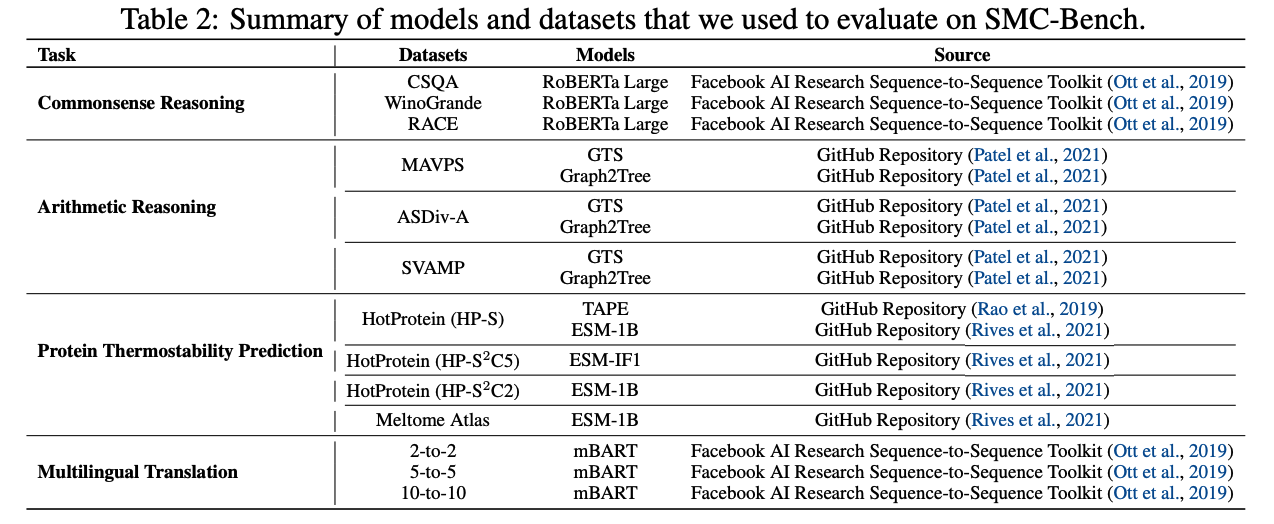 Table 2: Summary of models and datasets that we used to evaluate on SMC-Bench.
Task Datasets Models Source
CSQA RoBERTa Large Facebook AI Research Sequence-to-Sequence Toolkit (Ott et al., 2019)
Commonsense Reasoning WinoGrande RoBERTa Large Facebook AI Research Sequence-to-Sequence Toolkit (Ott et al., 2019)
RACE RoBERTa Large Facebook AI Research Sequence-to-Sequence Toolkit (Ott et al., 2019)
GTS GitHub Repository (Patel et al., 2021)
MAVPS
Graph2Tree GitHub Repository (Patel et al., 2021)
GTS GitHub Repository (Patel et al., 2021)
Arithmetic Reasoning ASDiv-A
Graph2Tree GitHub Repository (Patel et al., 2021)
GTS GitHub Repository (Patel et al., 2021)
SVAMP
Graph2Tree GitHub Repository (Patel et al., 2021)
TAPE GitHub Repository (Rao et al., 2019)
HotProtein (HP-S)
ESM-1B GitHub Repository (Rives et al., 2021)
Protein Thermostability Prediction
HotProtein (HP-S²C5) ESM-IF1 GitHub Repository (Rives et al., 2021)
HotProtein (HP-S²C2) ESM-1B GitHub Repository (Rives et al., 2021)
Meltome Atlas ESM-1B GitHub Repository (Rives et al., 2021)
2-to-2 mBART Facebook AI Research Sequence-to-Sequence Toolkit (Ott et al., 2019)
Multilingual Translation 5-to-5 mBART Facebook AI Research Sequence-to-Sequence Toolkit (Ott et al., 2019)
10-to-10 mBART Facebook AI Research Sequence-to-Sequence Toolkit (Ott et al., 2019)